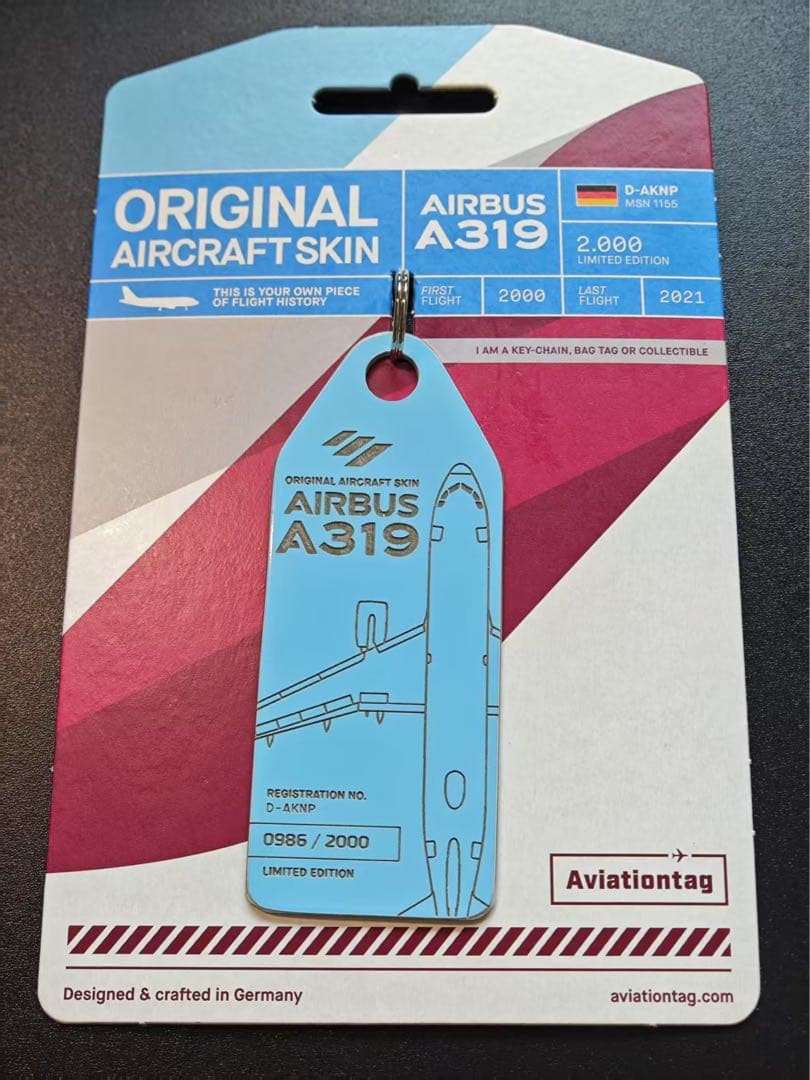 ORIGINAL
AIRCRAFT SKIN
AIRBUS
A319
D-AKNP
MSN 1155
2.000
LIMITED EDITION
THIS IS YOUR OWN PIECE
OF FLIGHT HISTORY
FIRST
FLIGHT
2000
LAST
FLIGHT
2021
I AM A KEY-CHAIN, BAG TAG OR COLLECTIBLE
ORIGINAL AIRCRAFT SKIN
AIRBUS
A319
REGISTRATION NO.
D-AKNP
0986 / 2000
LIMITED EDITION
Aviationtag
Designed & crafted in Germany
aviationtag.com